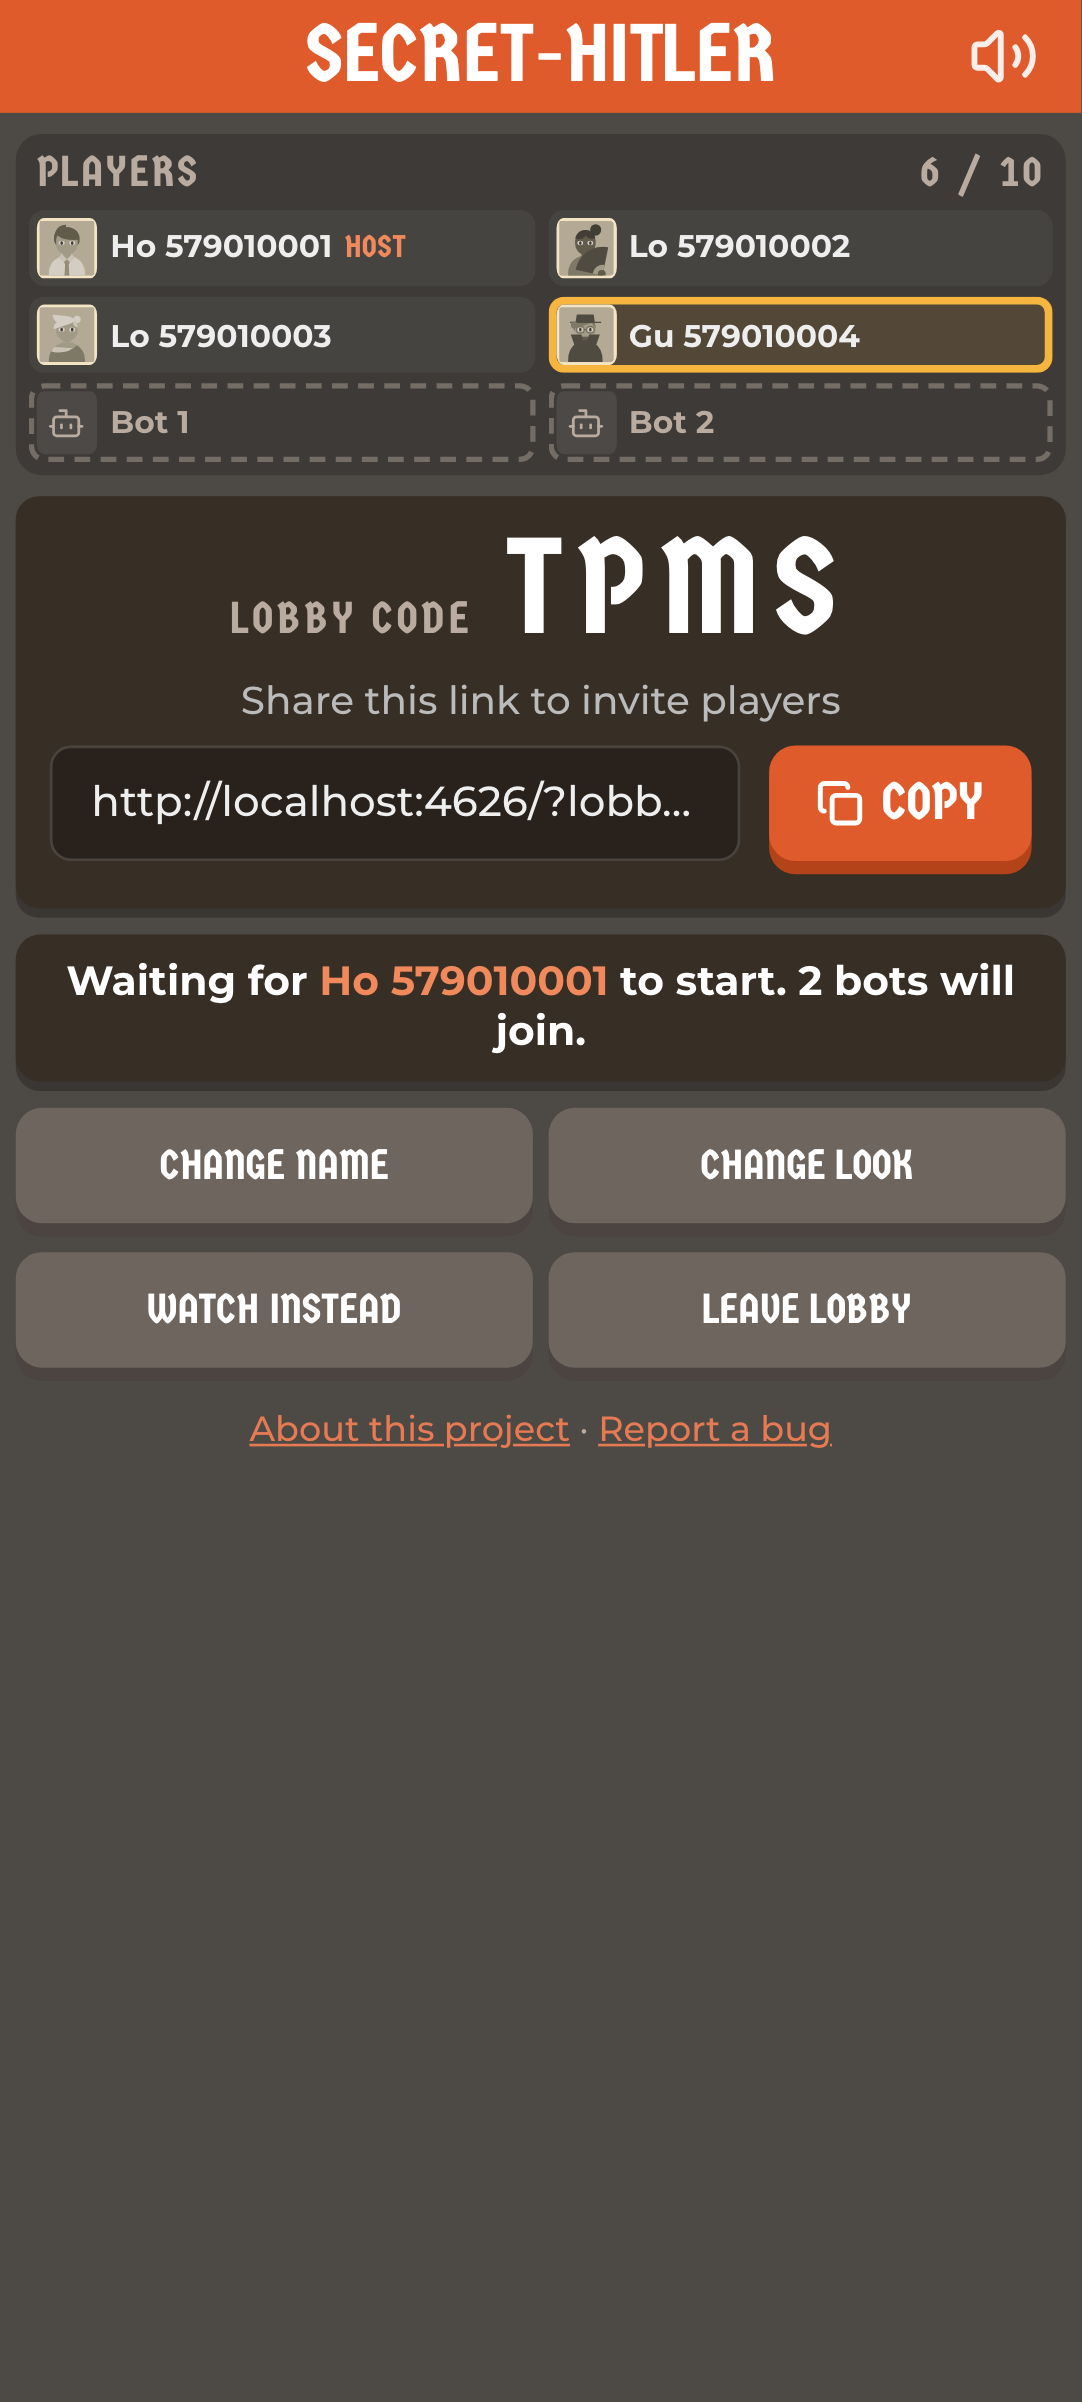 SECRET-HITLER
PLAYERS 6 / 10
Ho 579010001 HOST
Lo 579010002
Lo 579010003
Gu 579010004
Bot 1
Bot 2
LOBBY CODE TPMS
Share this link to invite players
http://localhost:4626/?lobb...
COPY
Waiting for Ho 579010001 to start. 2 bots will
join.
CHANGE NAME
CHANGE LOOK
WATCH INSTEAD
LEAVE LOBBY
About this project · Report a bug